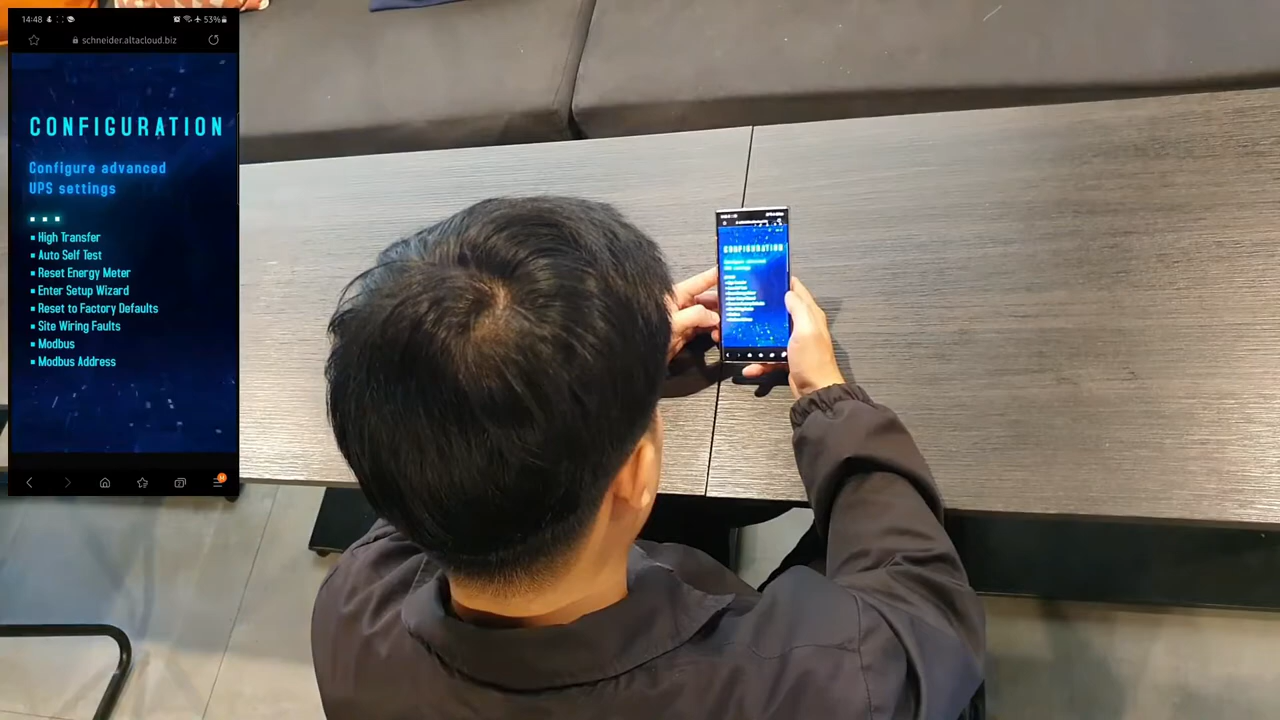 14:48
53%
schneider.altacloud.biz
CONFIGURATION
Configure advanced
UPS settings
▪ ▪ ▪
▪ High Transfer
▪ Auto Self Test
▪ Reset Energy Meter
▪ Enter Setup Wizard
▪ Reset to Factory Defaults
▪ Site Wiring Faults
▪ Modbus
▪ Modbus Address
CONFIGURATION